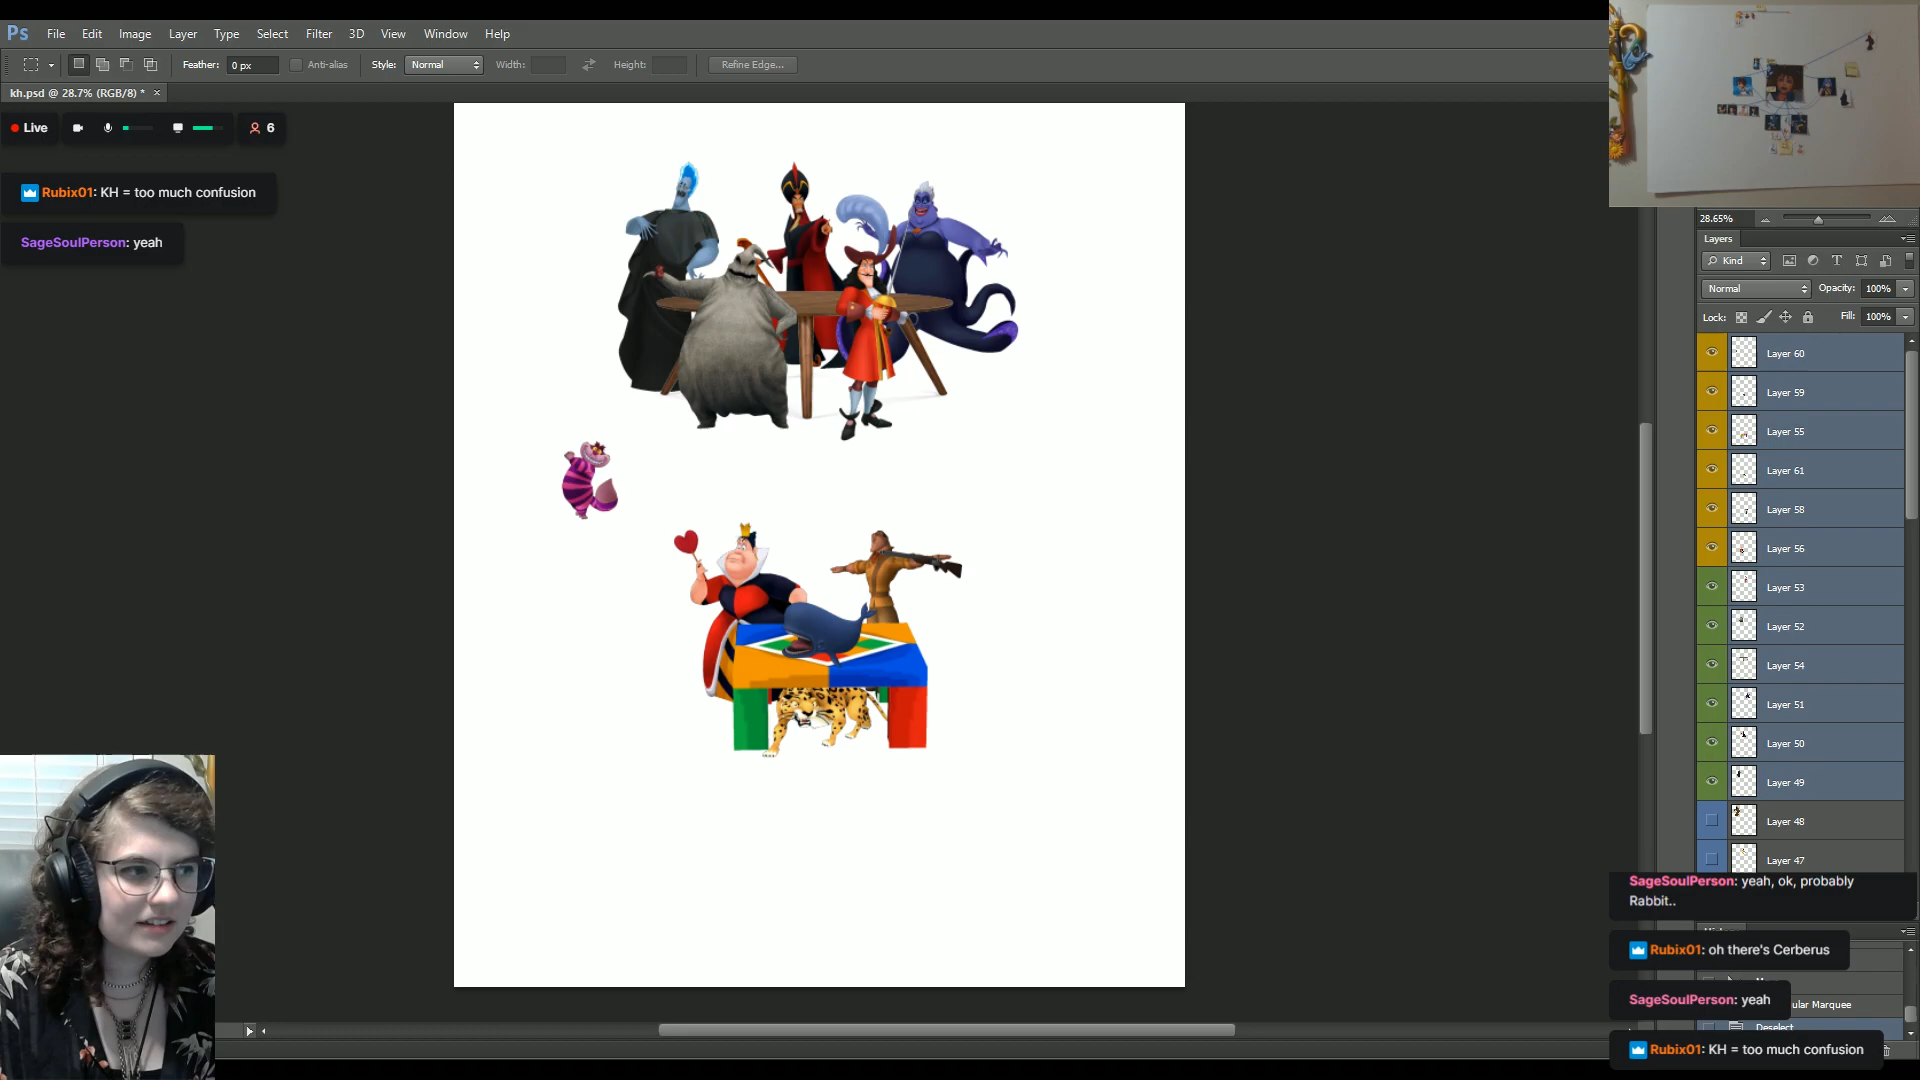 Ps File Edit Image Layer Type Select Filter 3D View Window Help
Feather: 0 px Anti-alias Style: Normal Width: Height: Refine Edge...
kh.psd @ 28.7% (RGB/8) * ×
Live 6
Rubix01: KH = too much confusion
SageSoulPerson: yeah
28.65%
Layers
Kind
Normal Opacity: 100%
Lock: Fill: 100%
Layer 60
Layer 59
Layer 55
Layer 61
Layer 58
Layer 56
Layer 53
Layer 52
Layer 54
Layer 51
Layer 50
Layer 49
Layer 48
Layer 47
SageSoulPerson: yeah, ok, probably
Rabbit..
Rubix01: oh there's Cerberus
SageSoulPerson: yeah
ular Marquee
Deselect
Rubix01: KH = too much confusion